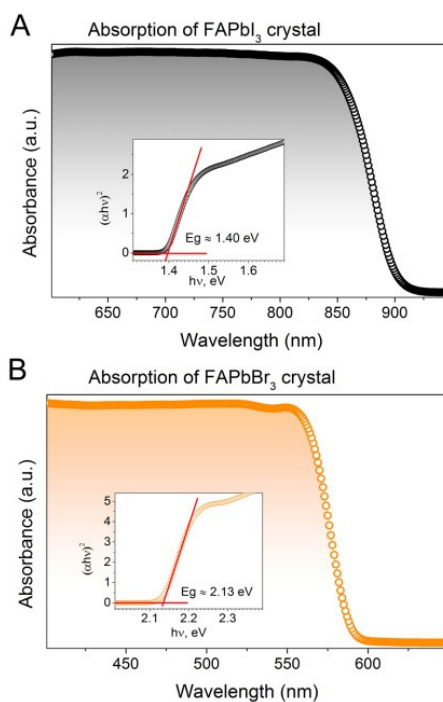 A
Absorption of FAPbI₃ crystal
Absorbance (a.u.)
(αhν)²
2
1
0
Eg ≈ 1.40 eV
1.4 1.5 1.6
hν, eV
650 700 750 800 850 900
Wavelength (nm)
B
Absorption of FAPbBr₃ crystal
Absorbance (a.u.)
(αhν)²
5
4
3
2
1
0
Eg ≈ 2.13 eV
2.1 2.2 2.3
hν, eV
450 500 550 600
Wavelength (nm)